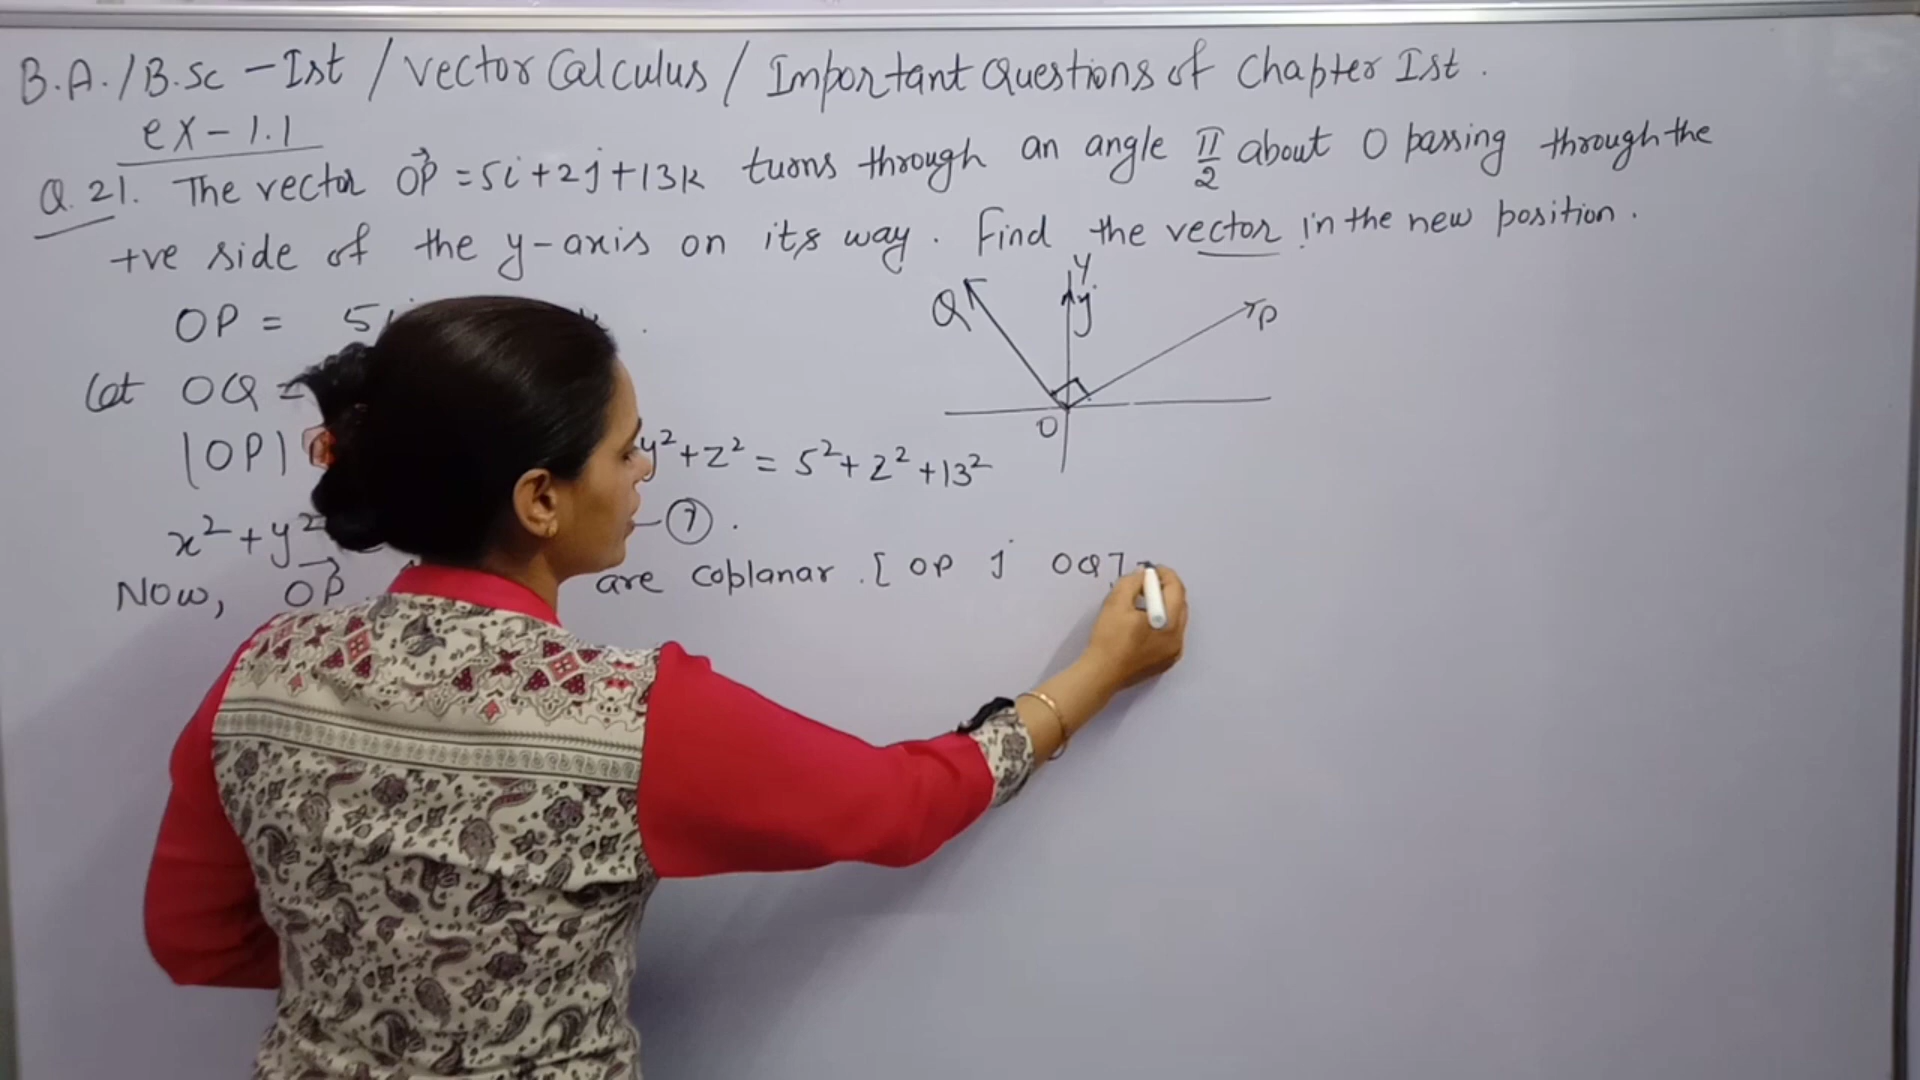 B.A./B.Sc - Ist / Vector Calculus / Important Questions of Chapter Ist.
ex - 1.1
Q. 21. The vector OP⃗ = 5i + 2j + 13k turns through an angle π/2 about O passing through the
+ve side of the y-axis on its way. Find the vector in the new position.
OP = 5i
Let OQ =
|OP| y² + z² = 5² + 2² + 13²
x² + y² - ①.
Now, OP⃗ are coplanar. [OP j OQ]
Q
Y
j
P
O